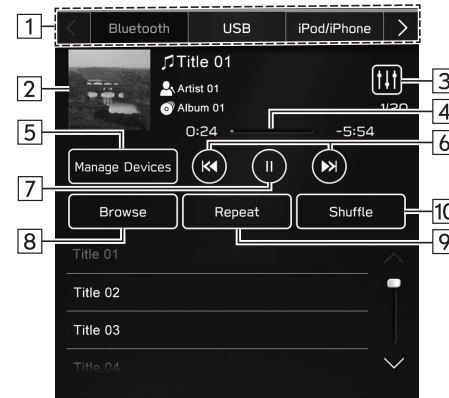 1
Bluetooth USB iPod/iPhone
2
Title 01
Artist 01
Album 01
3
1/20
4
0:24 -5:54
5
6
Manage Devices
7
Browse Repeat Shuffle
10
8
9
Title 01
Title 02
Title 03
Title 04